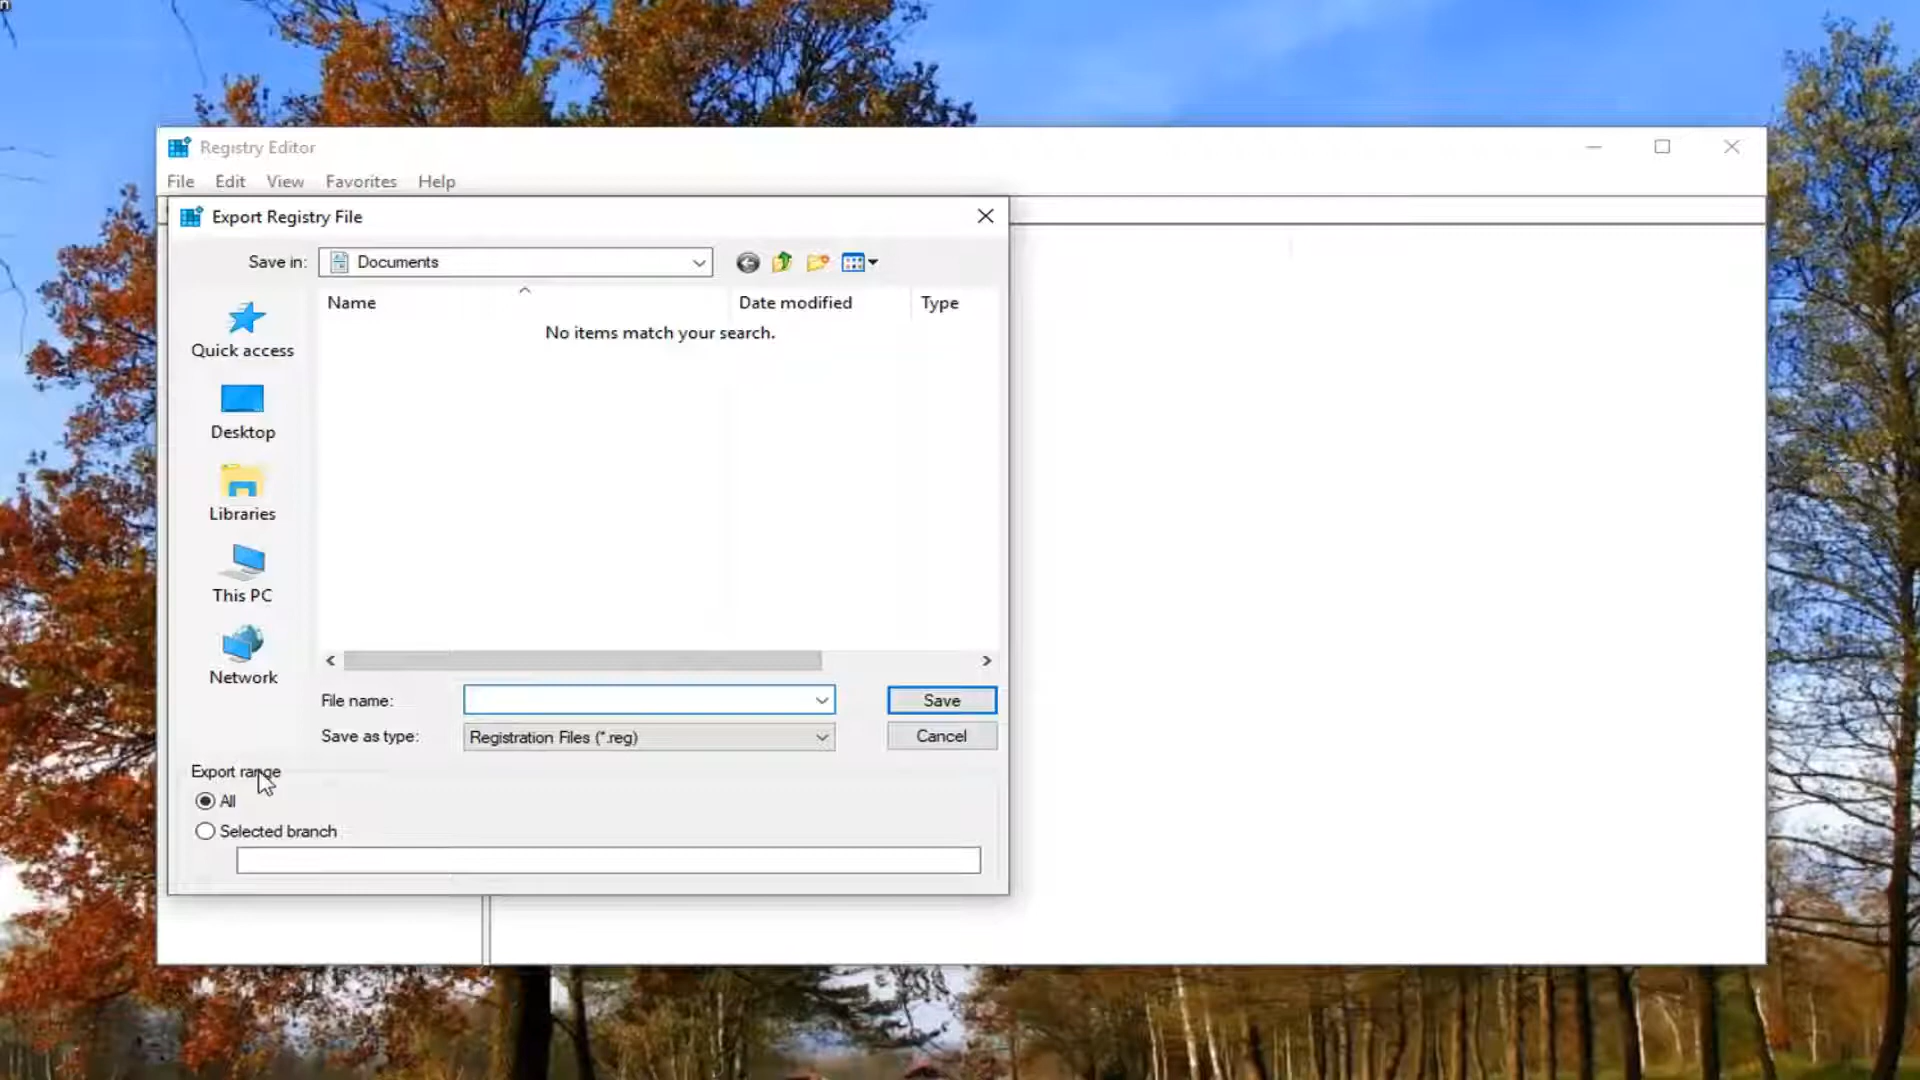 n
Registry Editor
File Edit View Favorites Help
Export Registry File
Save in: Documents
Name Date modified Type
No items match your search.
Quick access
Desktop
Libraries
This PC
Network
File name: Save
Save as type: Registration Files (*.reg) Cancel
Export range
All
Selected branch